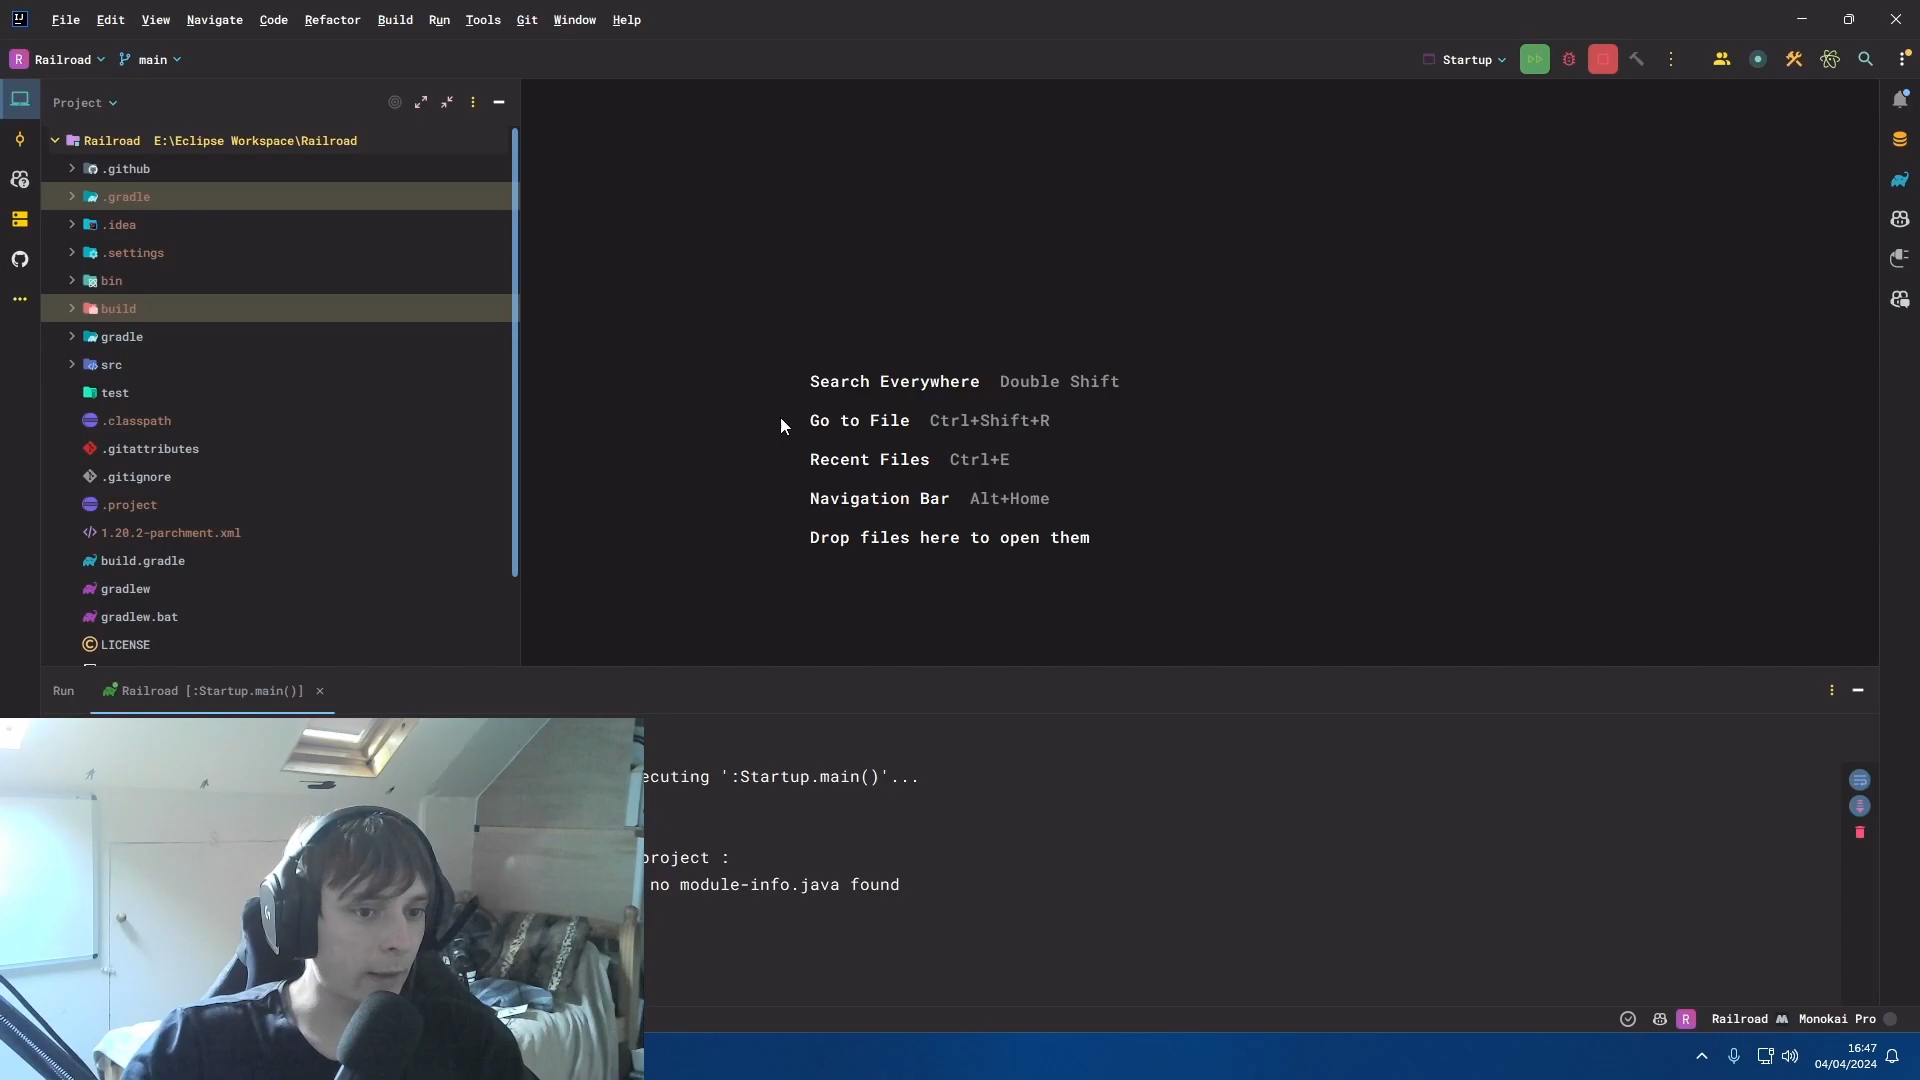 File Edit View Navigate Code Refactor Build Run Tools Git Window Help
R Railroad main Startup
Project
Railroad E:\Eclipse Workspace\Railroad
.github
.gradle
.idea
.settings
bin
build
gradle
src
test
.classpath
.gitattributes
.gitignore
.project
1.20.2-parchment.xml
build.gradle
gradlew
gradlew.bat
LICENSE
Search Everywhere Double Shift
Go to File Ctrl+Shift+R
Recent Files Ctrl+E
Navigation Bar Alt+Home
Drop files here to open them
Run Railroad [:Startup.main()]
ecuting ':Startup.main()'...
project :
no module-info.java found
R Railroad Monokai Pro
16:47
04/04/2024